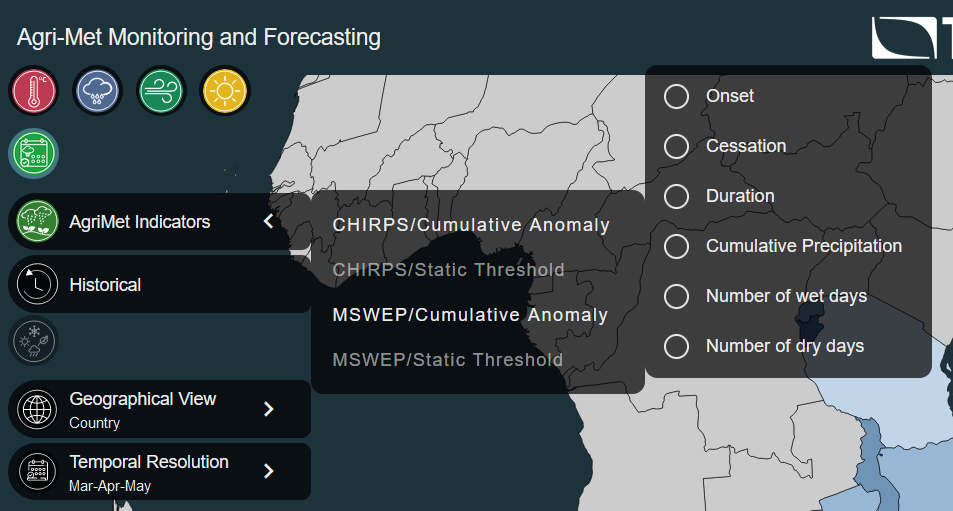 Agri-Met Monitoring and Forecasting
°C
AgriMet Indicators
Historical
Geographical View
Country
Temporal Resolution
Mar-Apr-May
CHIRPS/Cumulative Anomaly
CHIRPS/Static Threshold
MSWEP/Cumulative Anomaly
MSWEP/Static Threshold
Onset
Cessation
Duration
Cumulative Precipitation
Number of wet days
Number of dry days